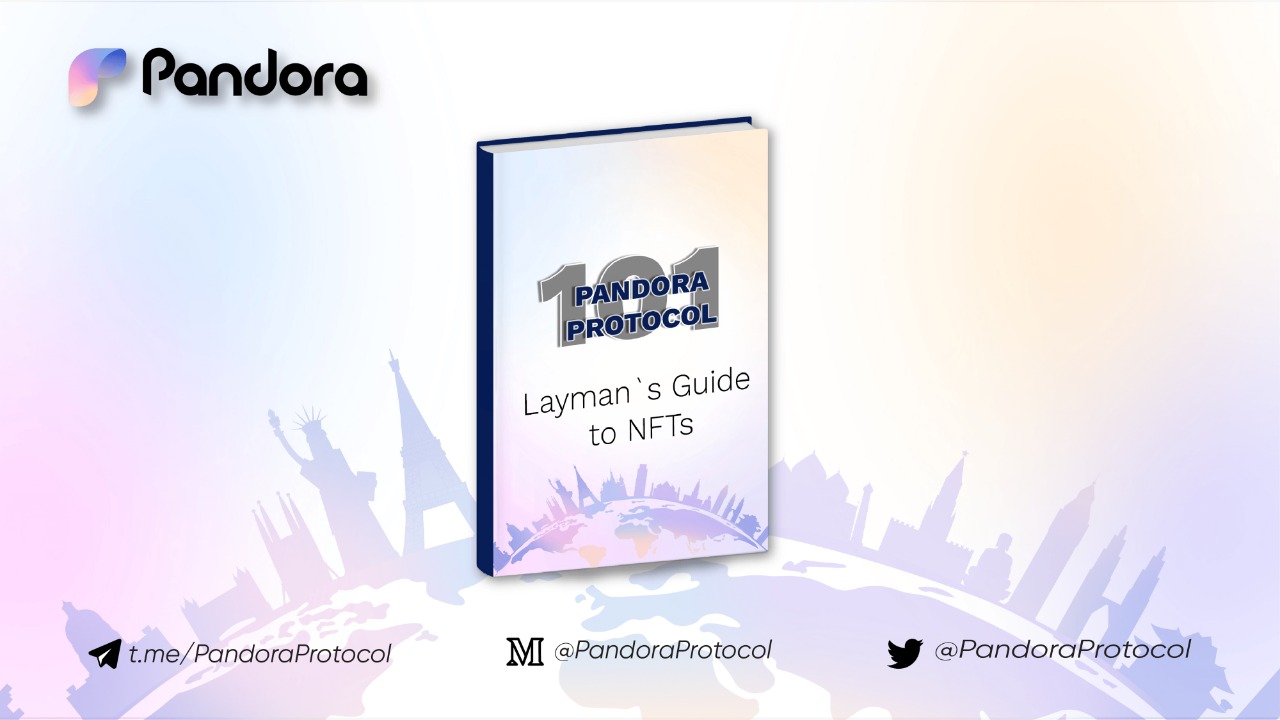 Pandora
101
PANDORA
PROTOCOL
Layman`s Guide
to NFTs
t.me/PandoraProtocol
M @PandoraProtocol
@PandoraProtocol